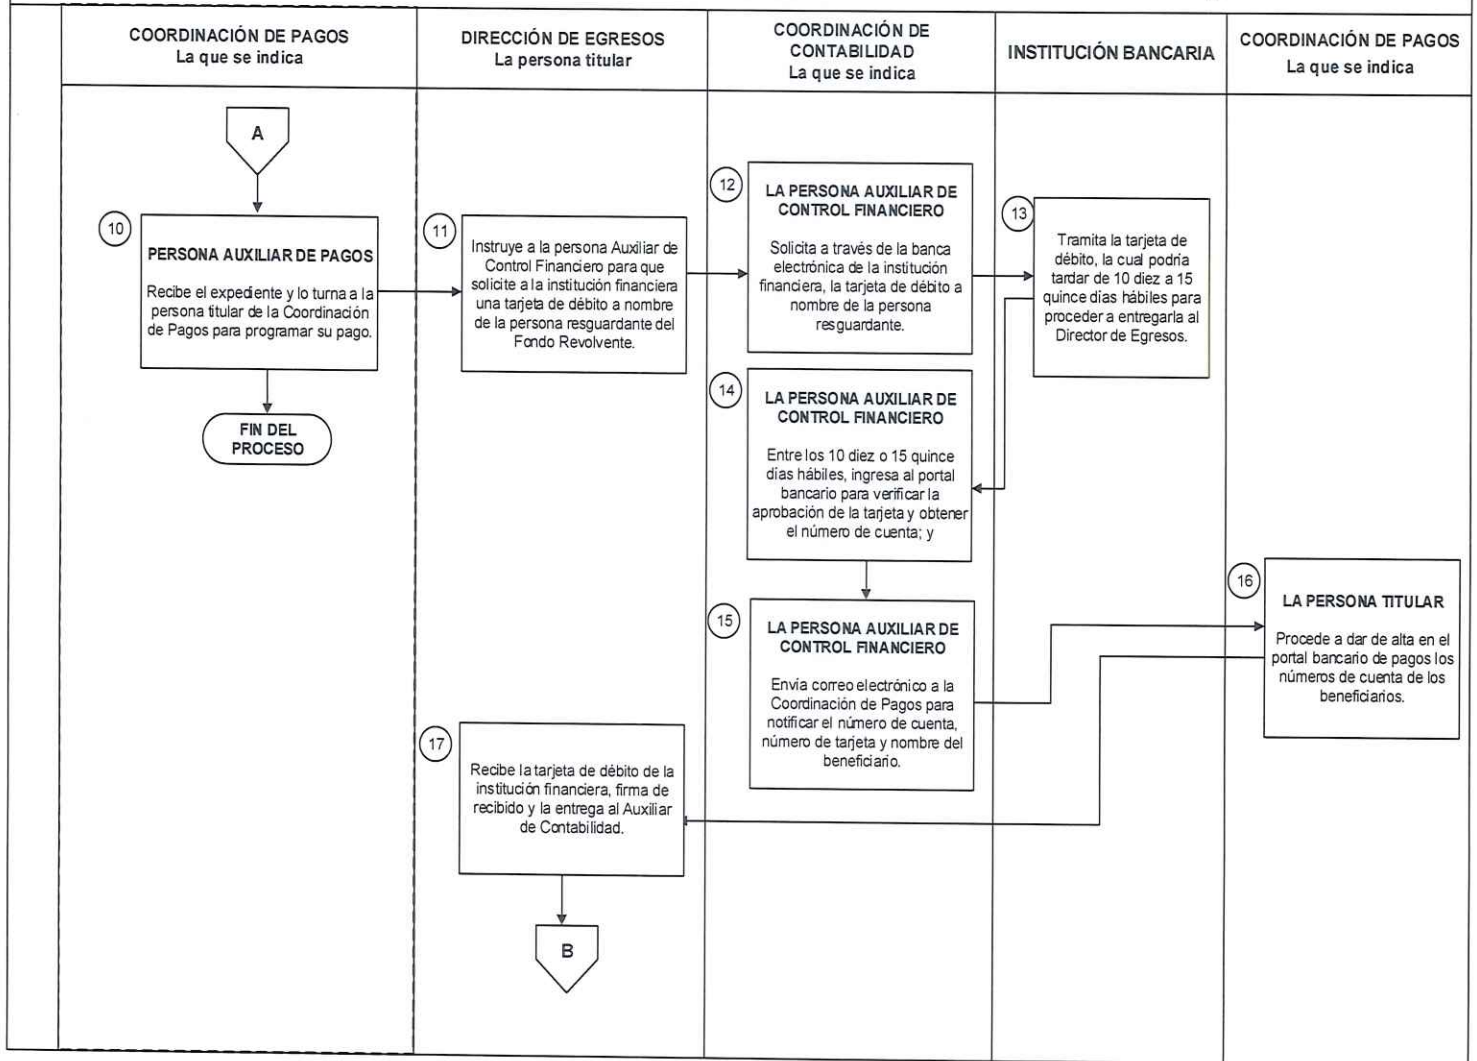 COORDINACIÓN DE PAGOS
La que se indica
DIRECCIÓN DE EGRESOS
La persona titular
COORDINACIÓN DE
CONTABILIDAD
La que se indica
INSTITUCIÓN BANCARIA
COORDINACIÓN DE PAGOS
La que se indica
A
10
PERSONA AUXILIAR DE PAGOS
Recibe el expediente y lo turna a la
persona titular de la Coordinación
de Pagos para programar su pago.
FIN DEL
PROCESO
11
Instruye a la persona Auxiliar de
Control Financiero para que
solicite a la institución financiera
una tarjeta de débito a nombre
de la persona resguardante del
Fondo Revolvente.
12
LA PERSONA AUXILIAR DE
CONTROL FINANCIERO
Solicita a través de la banca
electrónica de la institución
financiera, la tarjeta de débito a
nombre de la persona
resguardante.
13
Tramita la tarjeta de
débito, la cual podría
tardar de 10 diez a 15
quince días hábiles para
proceder a entregarla al
Director de Egresos.
14
LA PERSONA AUXILIAR DE
CONTROL FINANCIERO
Entre los 10 diez o 15 quince
días hábiles, ingresa al portal
bancario para verificar la
aprobación de la tarjeta y obtener
el número de cuenta; y
15
LA PERSONA AUXILIAR DE
CONTROL FINANCIERO
Envía correo electrónico a la
Coordinación de Pagos para
notificar el número de cuenta,
número de tarjeta y nombre del
beneficiario.
16
LA PERSONA TITULAR
Procede a dar de alta en el
portal bancario de pagos los
números de cuenta de los
beneficiarios.
17
Recibe la tarjeta de débito de la
institución financiera, firma de
recibido y la entrega al Auxiliar
de Contabilidad.
B